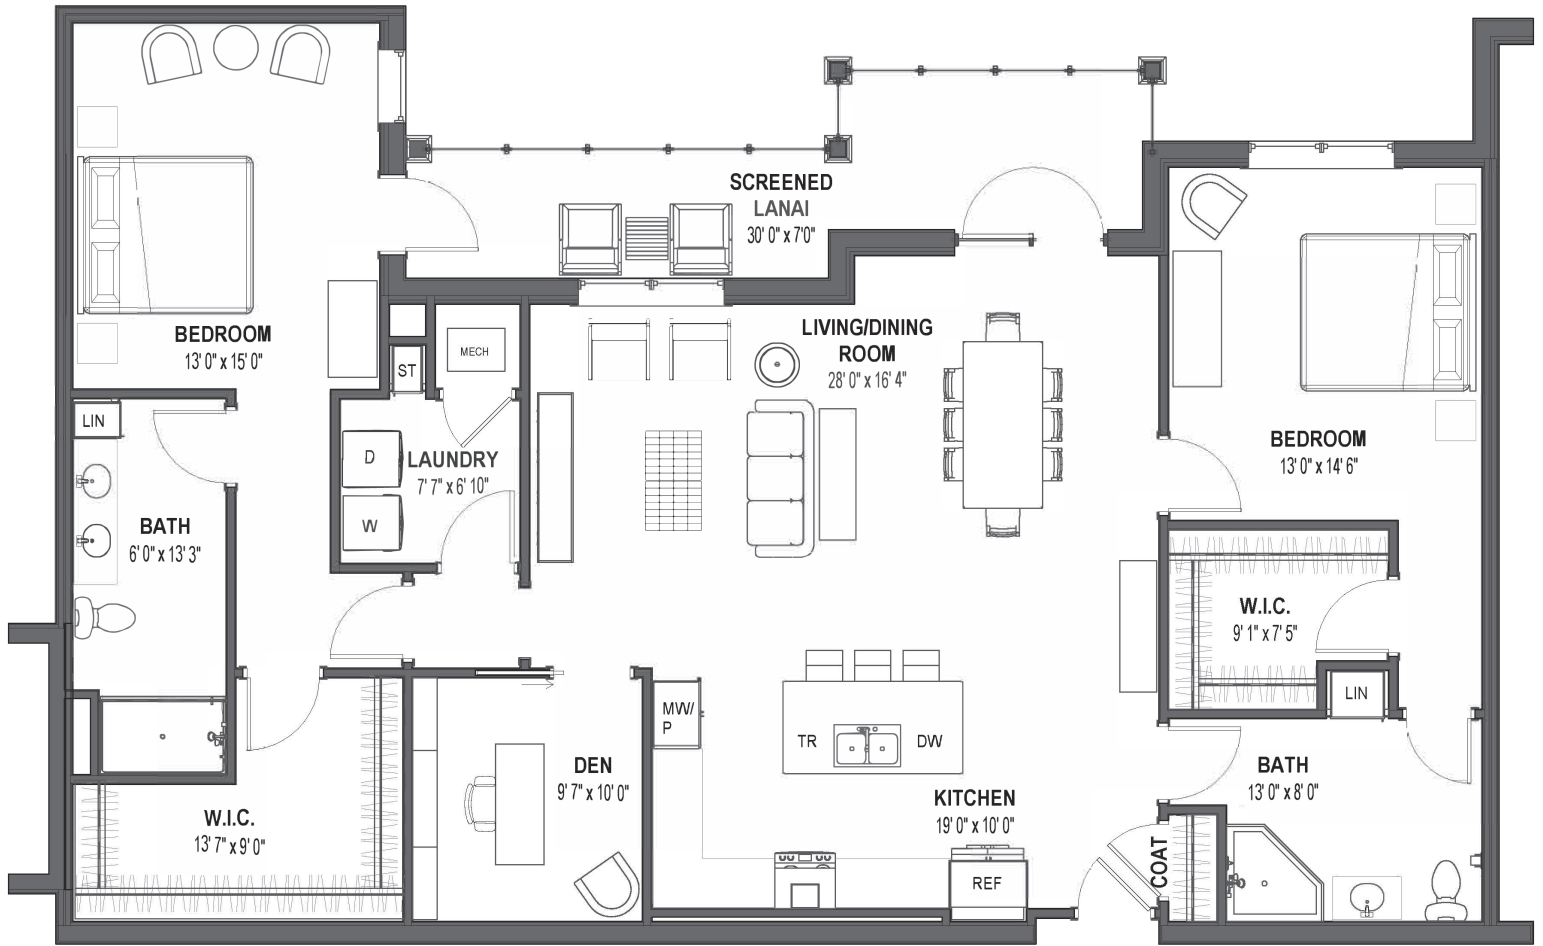 SCREENED
LANAI
30' 0" x 7'0"
BEDROOM
13' 0" x 15' 0"
LIVING/DINING
ROOM
28' 0" x 16' 4"
MECH
ST
LIN
D
LAUNDRY
7' 7" x 6' 10"
W
BEDROOM
13' 0" x 14' 6"
BATH
6' 0" x 13' 3"
W.I.C.
9' 1" x 7' 5"
LIN
MW/
P
TR
DW
DEN
9' 7" x 10' 0"
BATH
13' 0" x 8' 0"
W.I.C.
13' 7" x 9' 0"
KITCHEN
19' 0" x 10' 0"
COAT
REF